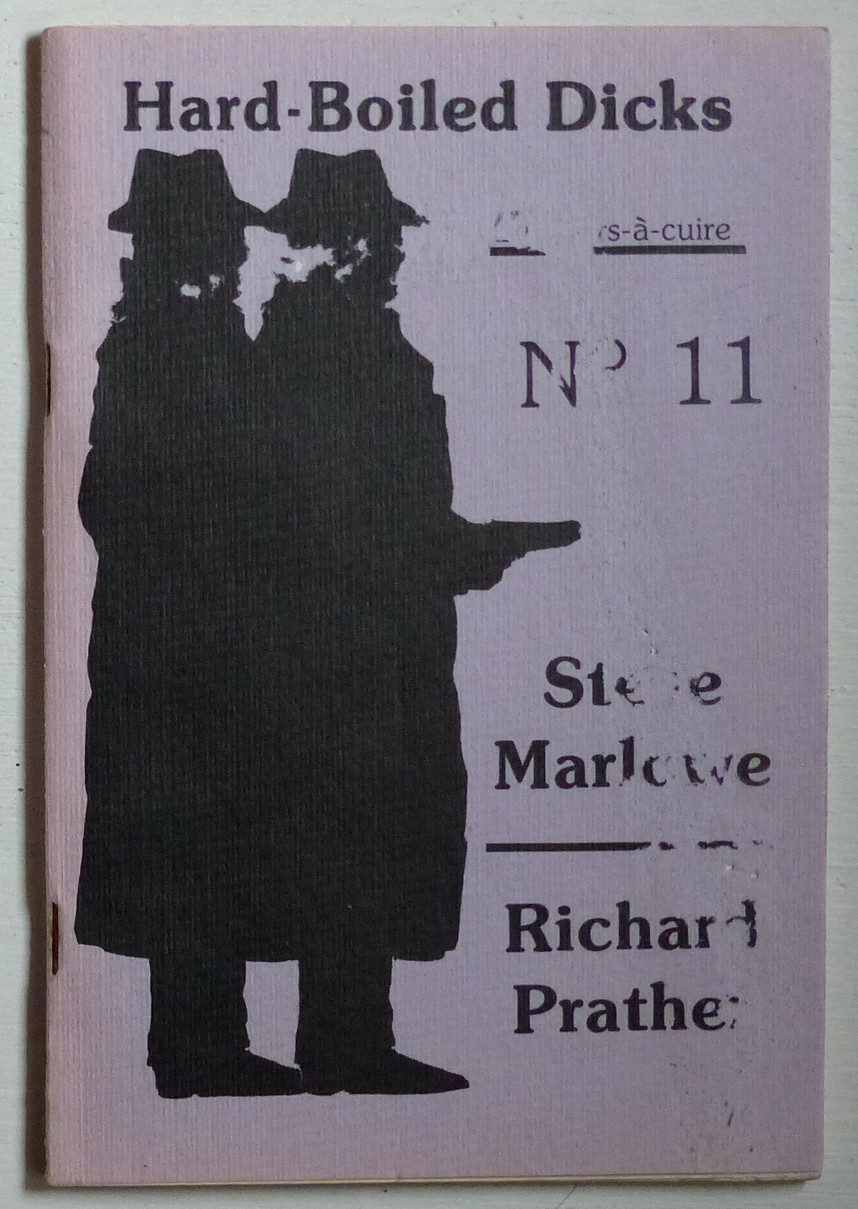 Hard-Boiled Dicks
N° 11
Steve
Marlowe
Richard
Prather